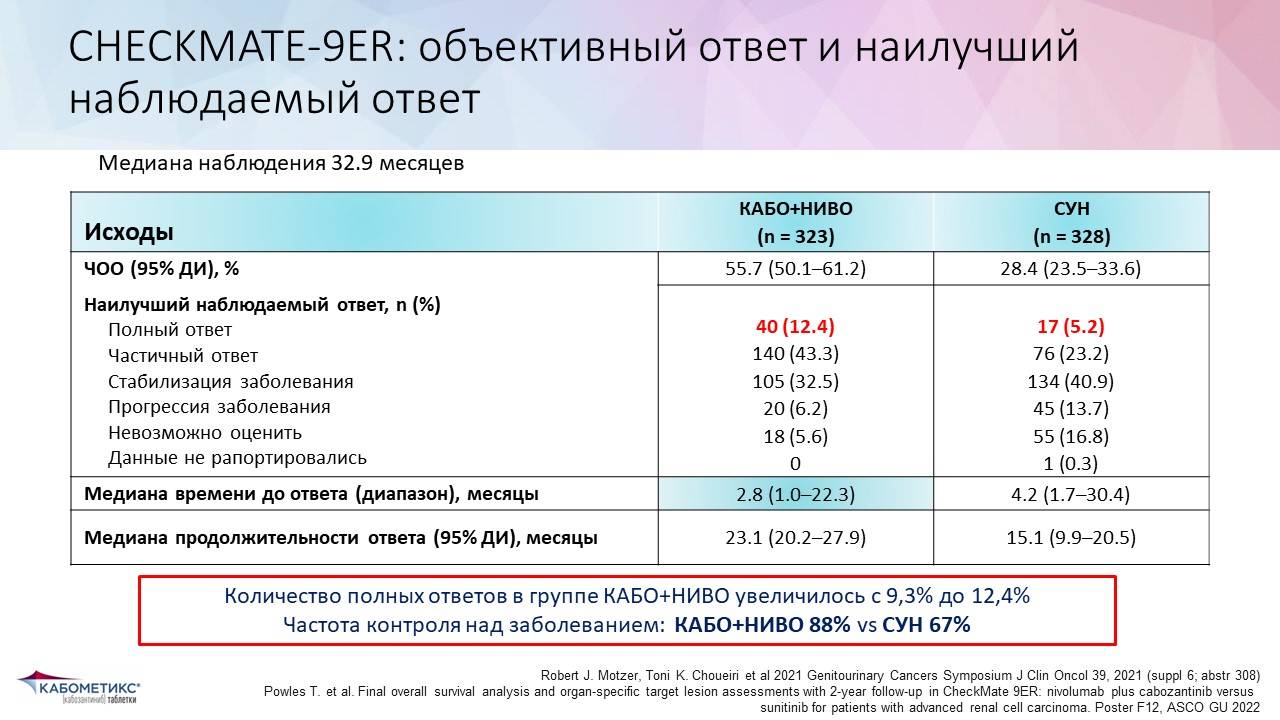 CHECKMATE-9ER: объективный ответ и наилучший
наблюдаемый ответ
Медиана наблюдения 32.9 месяцев
Исходы
КАБО+НИВО
(n = 323)
СУН
(n = 328)
ЧОО (95% ДИ), %
55.7 (50.1–61.2)
28.4 (23.5–33.6)
Наилучший наблюдаемый ответ, n (%)
Полный ответ
40 (12.4)
17 (5.2)
Частичный ответ
140 (43.3)
76 (23.2)
Стабилизация заболевания
105 (32.5)
134 (40.9)
Прогрессия заболевания
20 (6.2)
45 (13.7)
Невозможно оценить
18 (5.6)
55 (16.8)
Данные не рапортировались
0
1 (0.3)
Медиана времени до ответа (диапазон), месяцы
2.8 (1.0–22.3)
4.2 (1.7–30.4)
Медиана продолжительности ответа (95% ДИ), месяцы
23.1 (20.2–27.9)
15.1 (9.9–20.5)
Количество полных ответов в группе КАБО+НИВО увеличилось с 9,3% до 12,4%
Частота контроля над заболеванием: КАБО+НИВО 88% vs СУН 67%
КАБОМЕТИКС®
(кабозантиниб) таблетки
Robert J. Motzer, Toni K. Choueiri et al 2021 Genitourinary Cancers Symposium J Clin Oncol 39, 2021 (suppl 6; abstr 308)
Powles T. et al. Final overall survival analysis and organ-specific target lesion assessments with 2-year follow-up in CheckMate 9ER: nivolumab plus cabozantinib versus
sunitinib for patients with advanced renal cell carcinoma. Poster F12, ASCO GU 2022